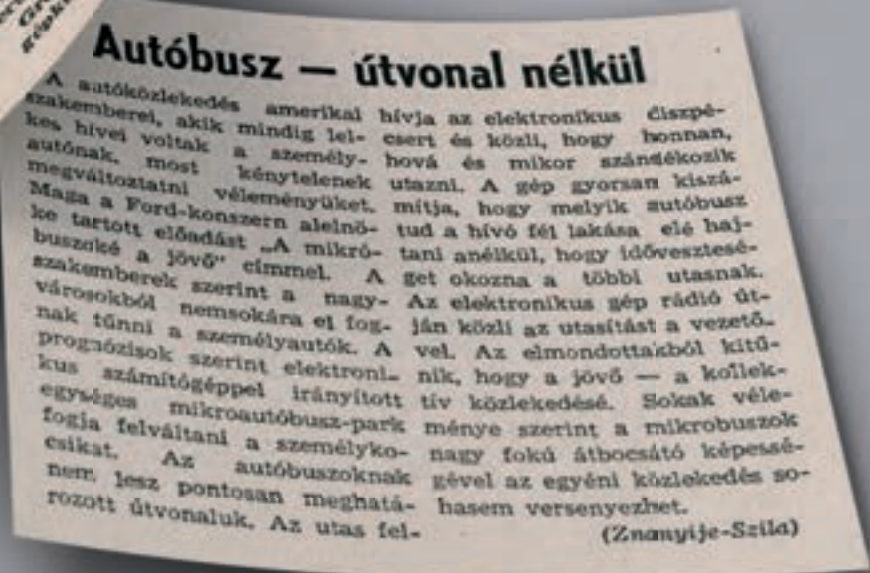 Gr
gépk
Autóbusz — útvonal nélkül
A autóközlekedés amerikai
szakemberei, akik mindig lel-
kes hívei voltak a személy-
autónak, most kénytelenek
megváltoztatni véleményüket.
Maga a Ford-konszern alelnö-
ke tartott előadást „A mikró-
buszoké a jövő" címmel. A
szakemberek szerint a nagy-
városokból nemsokára el fog-
nak tűnni a személyautók. A
prognózisok szerint elektroni-
kus számítógéppel irányított
egységes mikroautóbusz-park
fogja felváltani a személyko-
csikat. Az autóbuszoknak
nem lesz pontosan meghatá-
rozott útvonaluk. Az utas fel-
hívja az elektronikus diszpé-
csert és közli, hogy honnan,
hová és mikor szándékozik
utazni. A gép gyorsan kiszá-
mítja, hogy melyik autóbusz
tud a hívó fél lakása elé haj-
tani anélkül, hogy idővesztesé-
get okozna a többi utasnak.
Az elektronikus gép rádió út-
ján közli az utasítást a vezető-
vel. Az elmondottakból kitű-
nik, hogy a jövő — a kollek-
tív közlekedésé. Sokak véle-
ménye szerint a mikrobuszok
nagy fokú átbocsátó képessé-
gével az egyéni közlekedés so-
hasem versenyezhet.
(Znanyije-Szila)